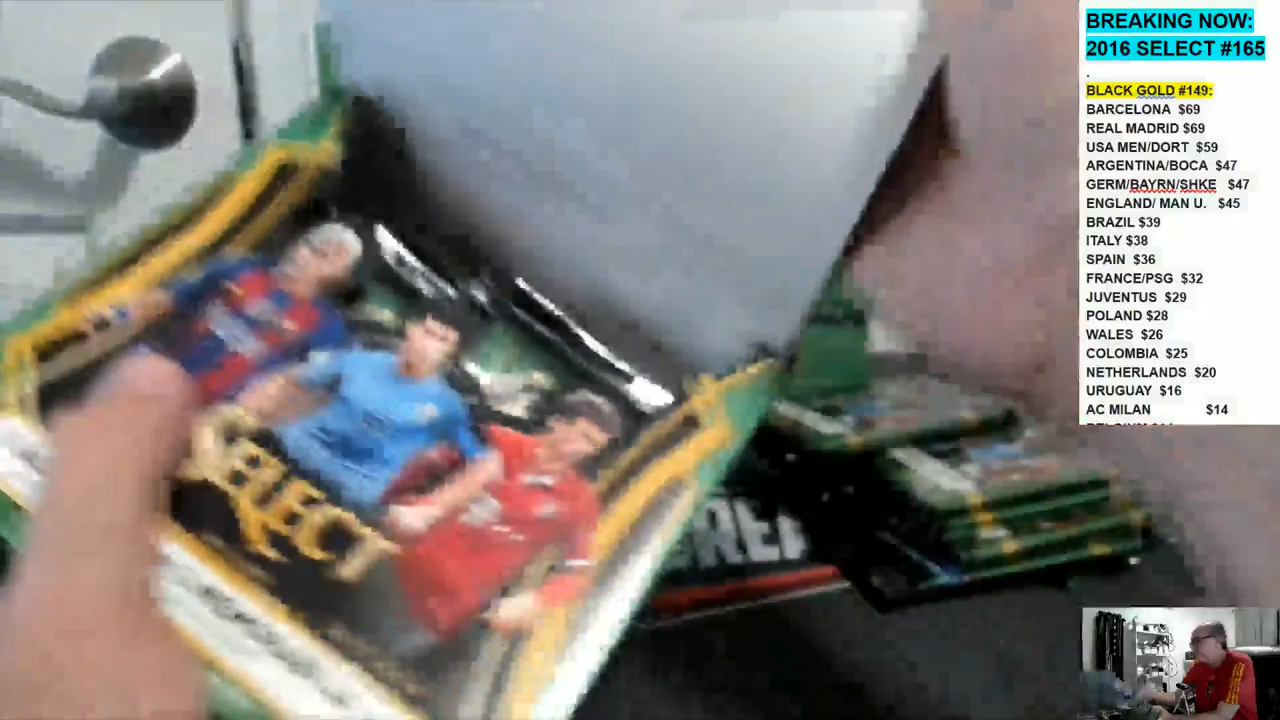 BREAKING NOW:
2016 SELECT #165
.
BLACK GOLD #149:
BARCELONA $69
REAL MADRID $69
USA MEN/DORT $59
ARGENTINA/BOCA $47
GERM/BAYRN/SHKE $47
ENGLAND/ MAN U. $45
BRAZIL $39
ITALY $38
SPAIN $36
FRANCE/PSG $32
JUVENTUS $29
POLAND $28
WALES $26
COLOMBIA $25
NETHERLANDS $20
URUGUAY $16
AC MILAN $14
SELECT